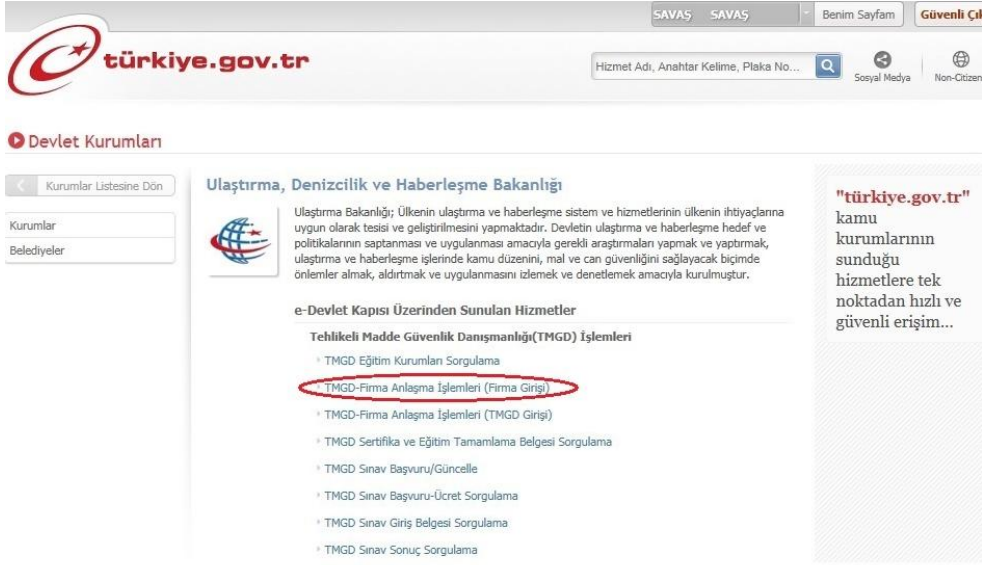 SAVAŞ SAVAŞ
Benim Sayfam
Güvenli Çık
türkiye.gov.tr
Hizmet Adı, Anahtar Kelime, Plaka No...
Sosyal Medya
Non-Citizen
Devlet Kurumları
Kurumlar Listesine Dön
Kurumlar
Belediyeler
Ulaştırma, Denizcilik ve Haberleşme Bakanlığı
Ulaştırma Bakanlığı; Ülkenin ulaştırma ve haberleşme sistem ve hizmetlerinin ülkenin ihtiyaçlarına
uygun olarak tesisi ve geliştirilmesini yapmaktadır. Devletin ulaştırma ve haberleşme hedef ve
politikalarının saptanması ve uygulanması amacıyla gerekli araştırmaları yapmak ve yaptırmak,
ulaştırma ve haberleşme işlerinde kamu düzenini, mal ve can güvenliğini sağlayacak biçimde
önlemler almak, aldırtmak ve uygulanmasını izlemek ve denetlemek amacıyla kurulmuştur.
e-Devlet Kapısı Üzerinden Sunulan Hizmetler
Tehlikeli Madde Güvenlik Danışmanlığı(TMGD) İşlemleri
TMGD Eğitim Kurumları Sorgulama
TMGD-Firma Anlaşma İşlemleri (Firma Girişi)
TMGD-Firma Anlaşma İşlemleri (TMGD Girişi)
TMGD Sertifika ve Eğitim Tamamlama Belgesi Sorgulama
TMGD Sınav Başvuru/Güncelle
TMGD Sınav Başvuru-Ücret Sorgulama
TMGD Sınav Giriş Belgesi Sorgulama
TMGD Sınav Sonuç Sorgulama
"türkiye.gov.tr"
kamu
kurumlarının
sunduğu
hizmetlere tek
noktadan hızlı ve
güvenli erişim...